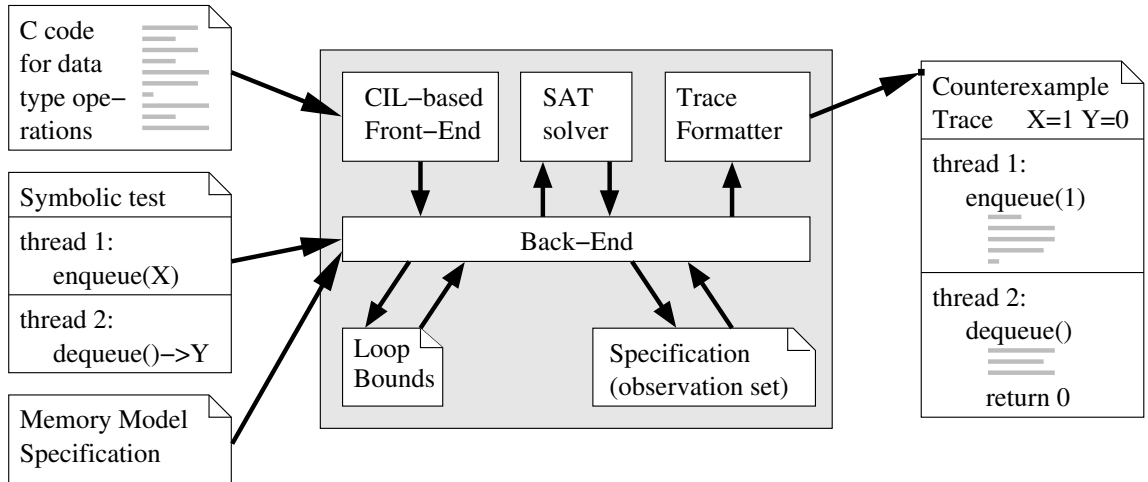 C code
for data
type ope−
rations
Symbolic test
thread 1:
enqueue(X)
thread 2:
dequeue()−>Y
Memory Model
Specification
CIL−based
Front−End
SAT
solver
Trace
Formatter
Back−End
Loop
Bounds
Specification
(observation set)
Counterexample
Trace X=1 Y=0
thread 1:
enqueue(1)
thread 2:
dequeue()
return 0